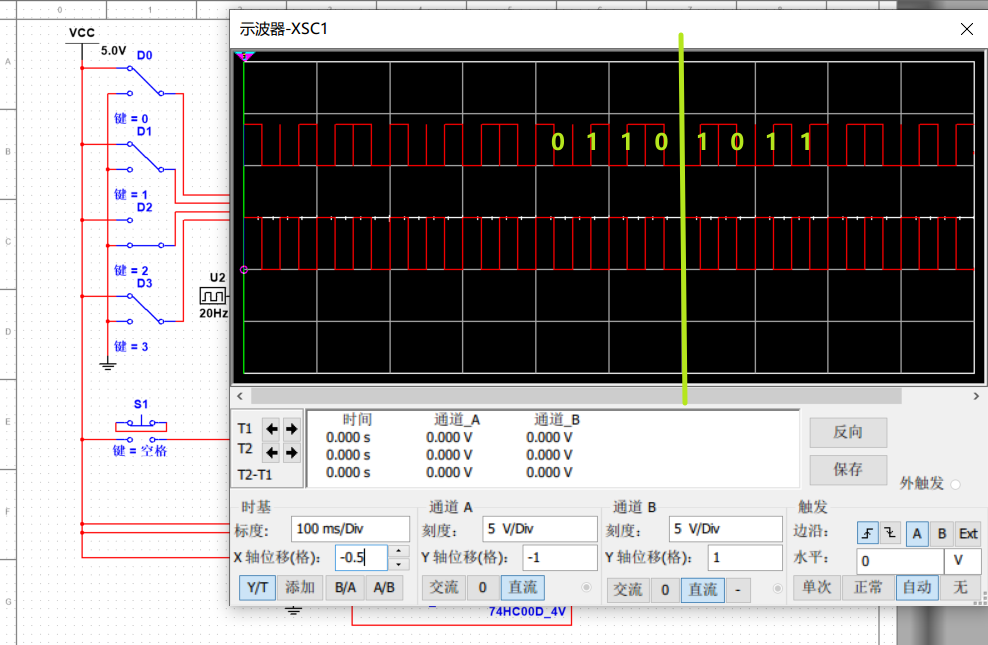 0 1
示波器-XSC1
VCC
5.0V
D0
键 = 0
D1
键 = 1
D2
键 = 2
D3
键 = 3
U2
20Hz
S1
键 = 空格
A
B
C
D
E
F
G
0 1 1 0 1 0 1 1
T1
T2
T2-T1
时间 通道_A 通道_B
0.000 s 0.000 V 0.000 V
0.000 s 0.000 V 0.000 V
0.000 s 0.000 V 0.000 V
反向
保存
外触发
时基
标度: 100 ms/Div
X 轴位移(格): -0.5
Y/T 添加 B/A A/B
通道 A
刻度: 5 V/Div
Y 轴位移(格): -1
交流 0 直流
通道 B
刻度: 5 V/Div
Y 轴位移(格): 1
交流 0 直流 -
触发
边沿: A B Ext
水平: 0 V
单次 正常 自动 无
74HC00D_4V